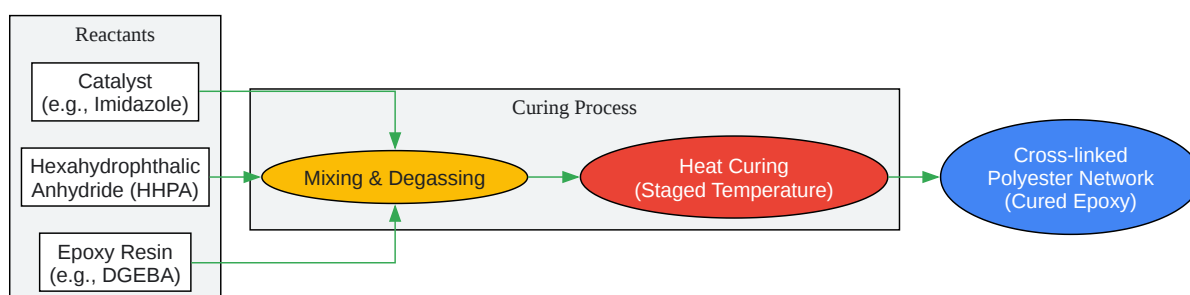 Reactants
Catalyst
(e.g., Imidazole)
Hexahydrophthalic
Anhydride (HHPA)
Epoxy Resin
(e.g., DGEBA)
Curing Process
Mixing & Degassing
Heat Curing
(Staged Temperature)
Cross-linked
Polyester Network
(Cured Epoxy)